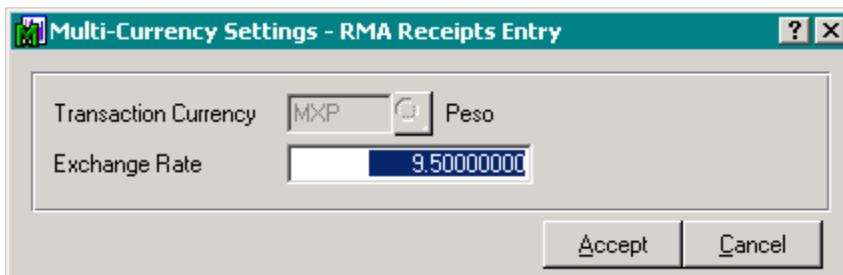 Multi-Currency Settings - RMA Receipts Entry
Transaction Currency MXP Peso
Exchange Rate 9.50000000
Accept Cancel